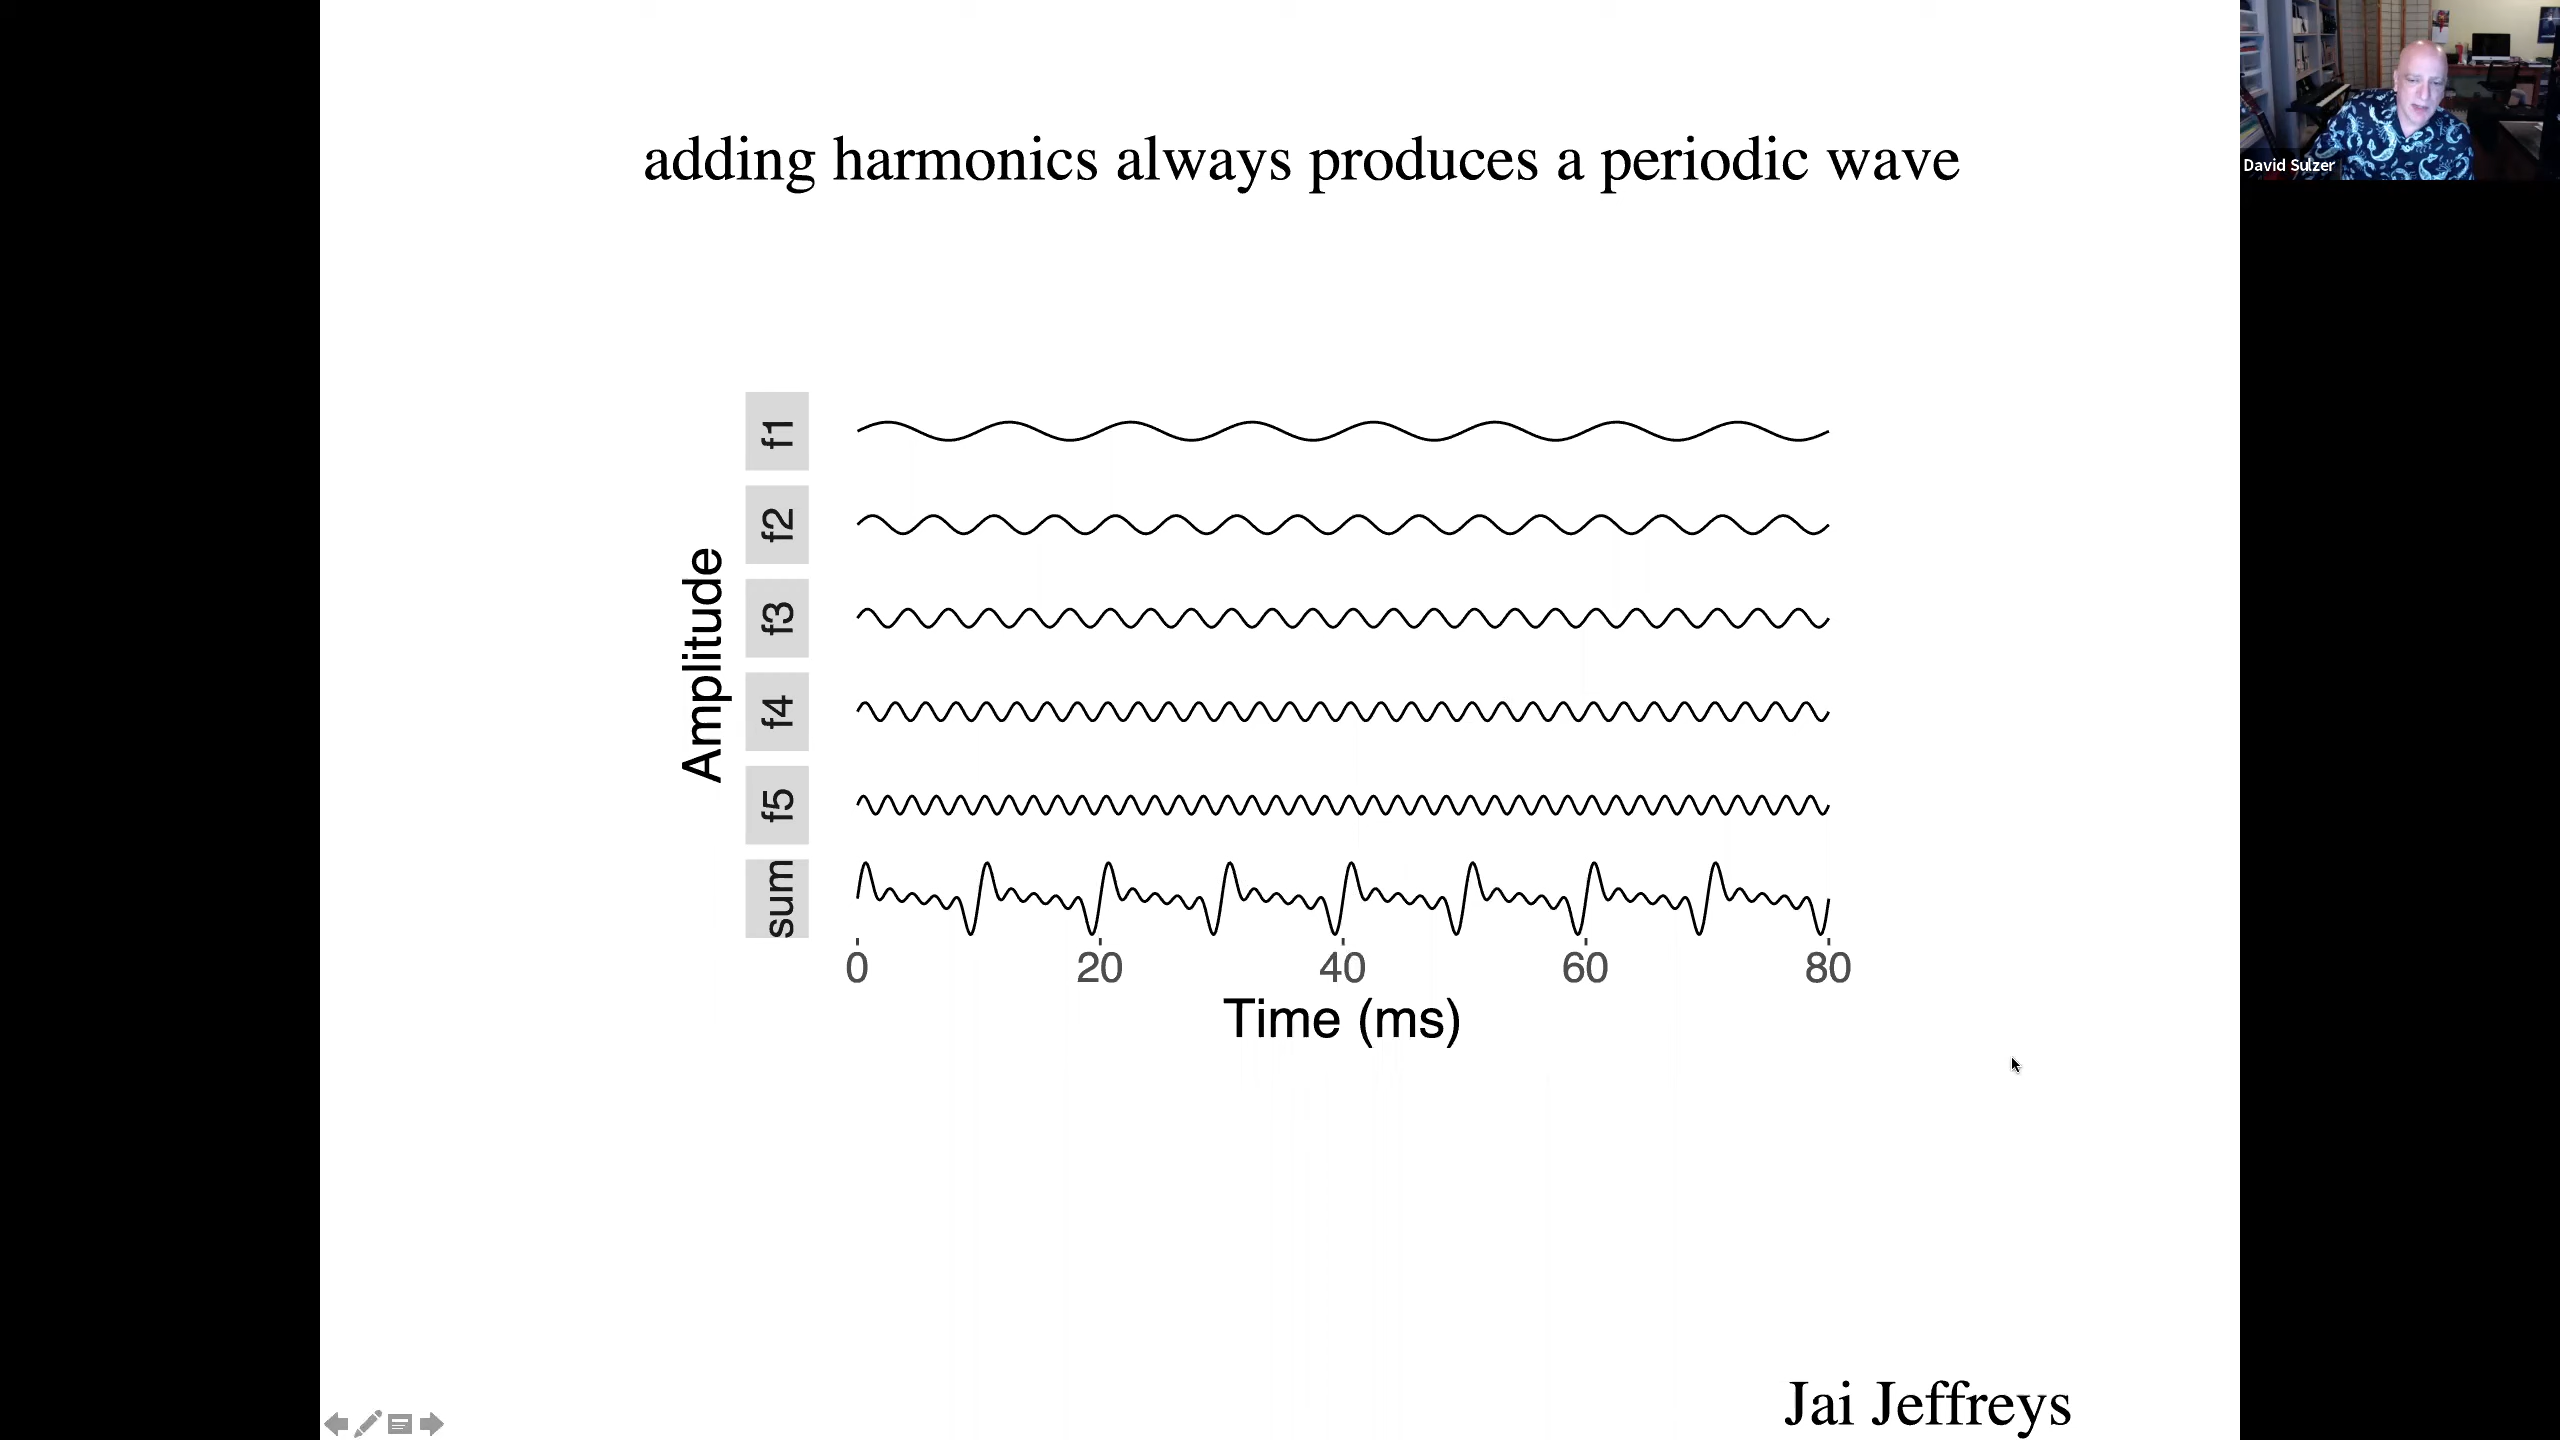 adding harmonics always produces a periodic wave
David Sulzer
Amplitude
f1
f2
f3
f4
f5
sum
0 20 40 60 80
Time (ms)
Jai Jeffreys